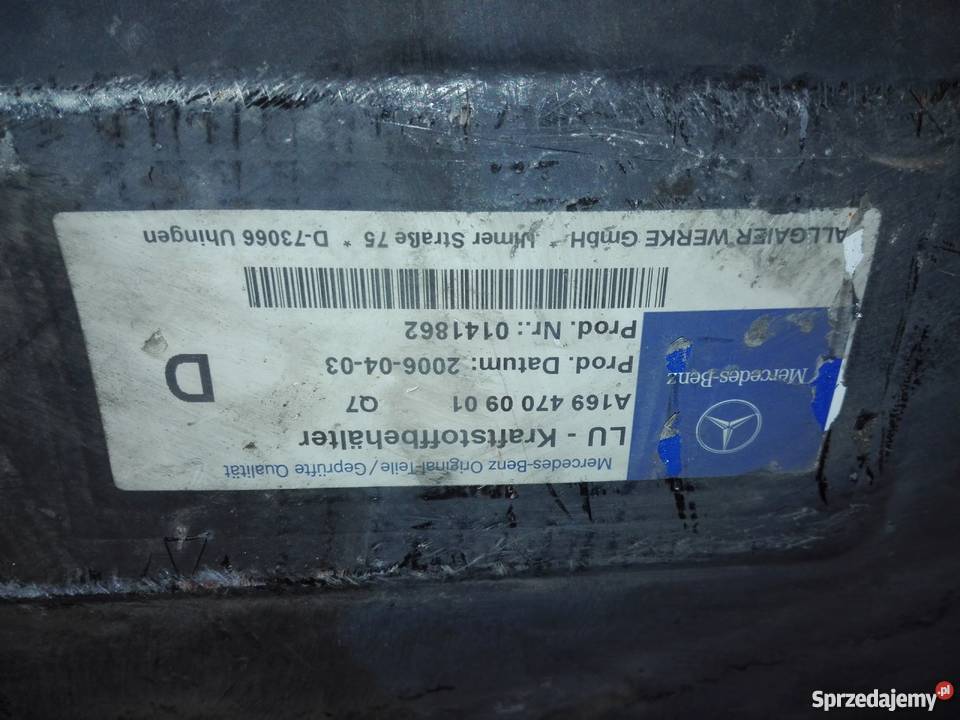 Mercedes-Benz
Mercedes-Benz Original-Teile / Geprüfte Qualität
LU - Kraftstoffbehälter
A169 470 09 01 Q7
Prod. Datum: 2006-04-03
D
Prod. Nr.: 0141862
ALLGAIER WERKE GmbH * Ulmer Straße 75 * D-73066 Uhingen
Sprzedajemy.pl